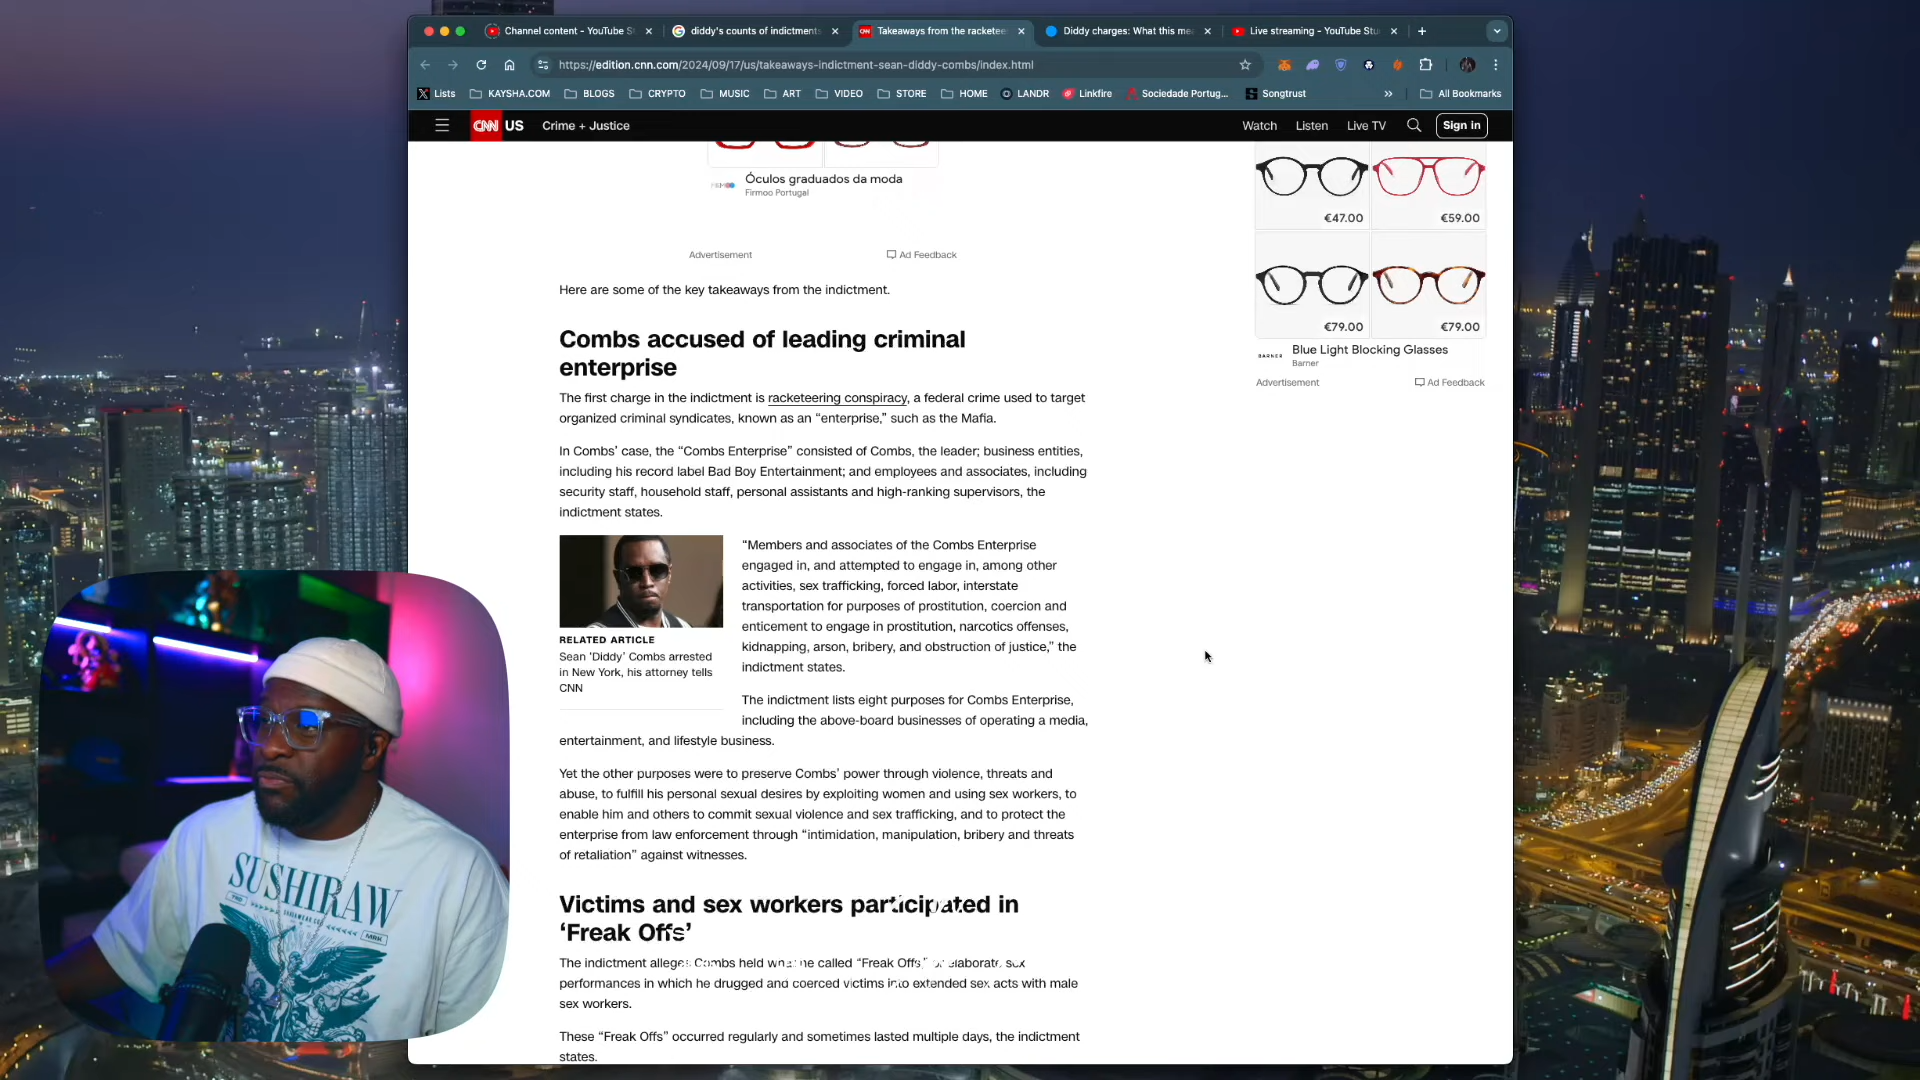 Channel content - YouTube St
diddy's counts of indictments
Takeaways from the racketee
Diddy charges: What this me
Live streaming - YouTube Stu
https://edition.cnn.com/2024/09/17/us/takeaways-indictment-sean-diddy-combs/index.html
Lists KAYSHA.COM BLOGS CRYPTO MUSIC ART VIDEO STORE HOME LANDR Linkfire Sociedade Portug... Songtrust » All Bookmarks
CNN US Crime + Justice Watch Listen Live TV Sign in
Óculos graduados da moda
Firmoo Portugal
Advertisement Ad Feedback
€47.00 €59.00
€79.00 €79.00
BARNER Blue Light Blocking Glasses
Barner
Advertisement Ad Feedback
Here are some of the key takeaways from the indictment.
Combs accused of leading criminal
enterprise
The first charge in the indictment is racketeering conspiracy, a federal crime used to target
organized criminal syndicates, known as an “enterprise,” such as the Mafia.
In Combs’ case, the “Combs Enterprise” consisted of Combs, the leader; business entities,
including his record label Bad Boy Entertainment; and employees and associates, including
security staff, household staff, personal assistants and high-ranking supervisors, the
indictment states.
RELATED ARTICLE
Sean ‘Diddy’ Combs arrested
in New York, his attorney tells
CNN
“Members and associates of the Combs Enterprise
engaged in, and attempted to engage in, among other
activities, sex trafficking, forced labor, interstate
transportation for purposes of prostitution, coercion and
enticement to engage in prostitution, narcotics offenses,
kidnapping, arson, bribery, and obstruction of justice,” the
indictment states.
The indictment lists eight purposes for Combs Enterprise,
including the above-board businesses of operating a media,
entertainment, and lifestyle business.
Yet the other purposes were to preserve Combs’ power through violence, threats and
abuse, to fulfill his personal sexual desires by exploiting women and using sex workers, to
enable him and others to commit sexual violence and sex trafficking, and to protect the
enterprise from law enforcement through “intimidation, manipulation, bribery and threats
of retaliation” against witnesses.
Victims and sex workers participated in
‘Freak Offs’
The indictment alleges Combs held what he called “Freak Offs,” or elaborate sex
performances in which he drugged and coerced victims into extended sex acts with male
sex workers.
These “Freak Offs” occurred regularly and sometimes lasted multiple days, the indictment
states.
SUSHIRAW
MRK